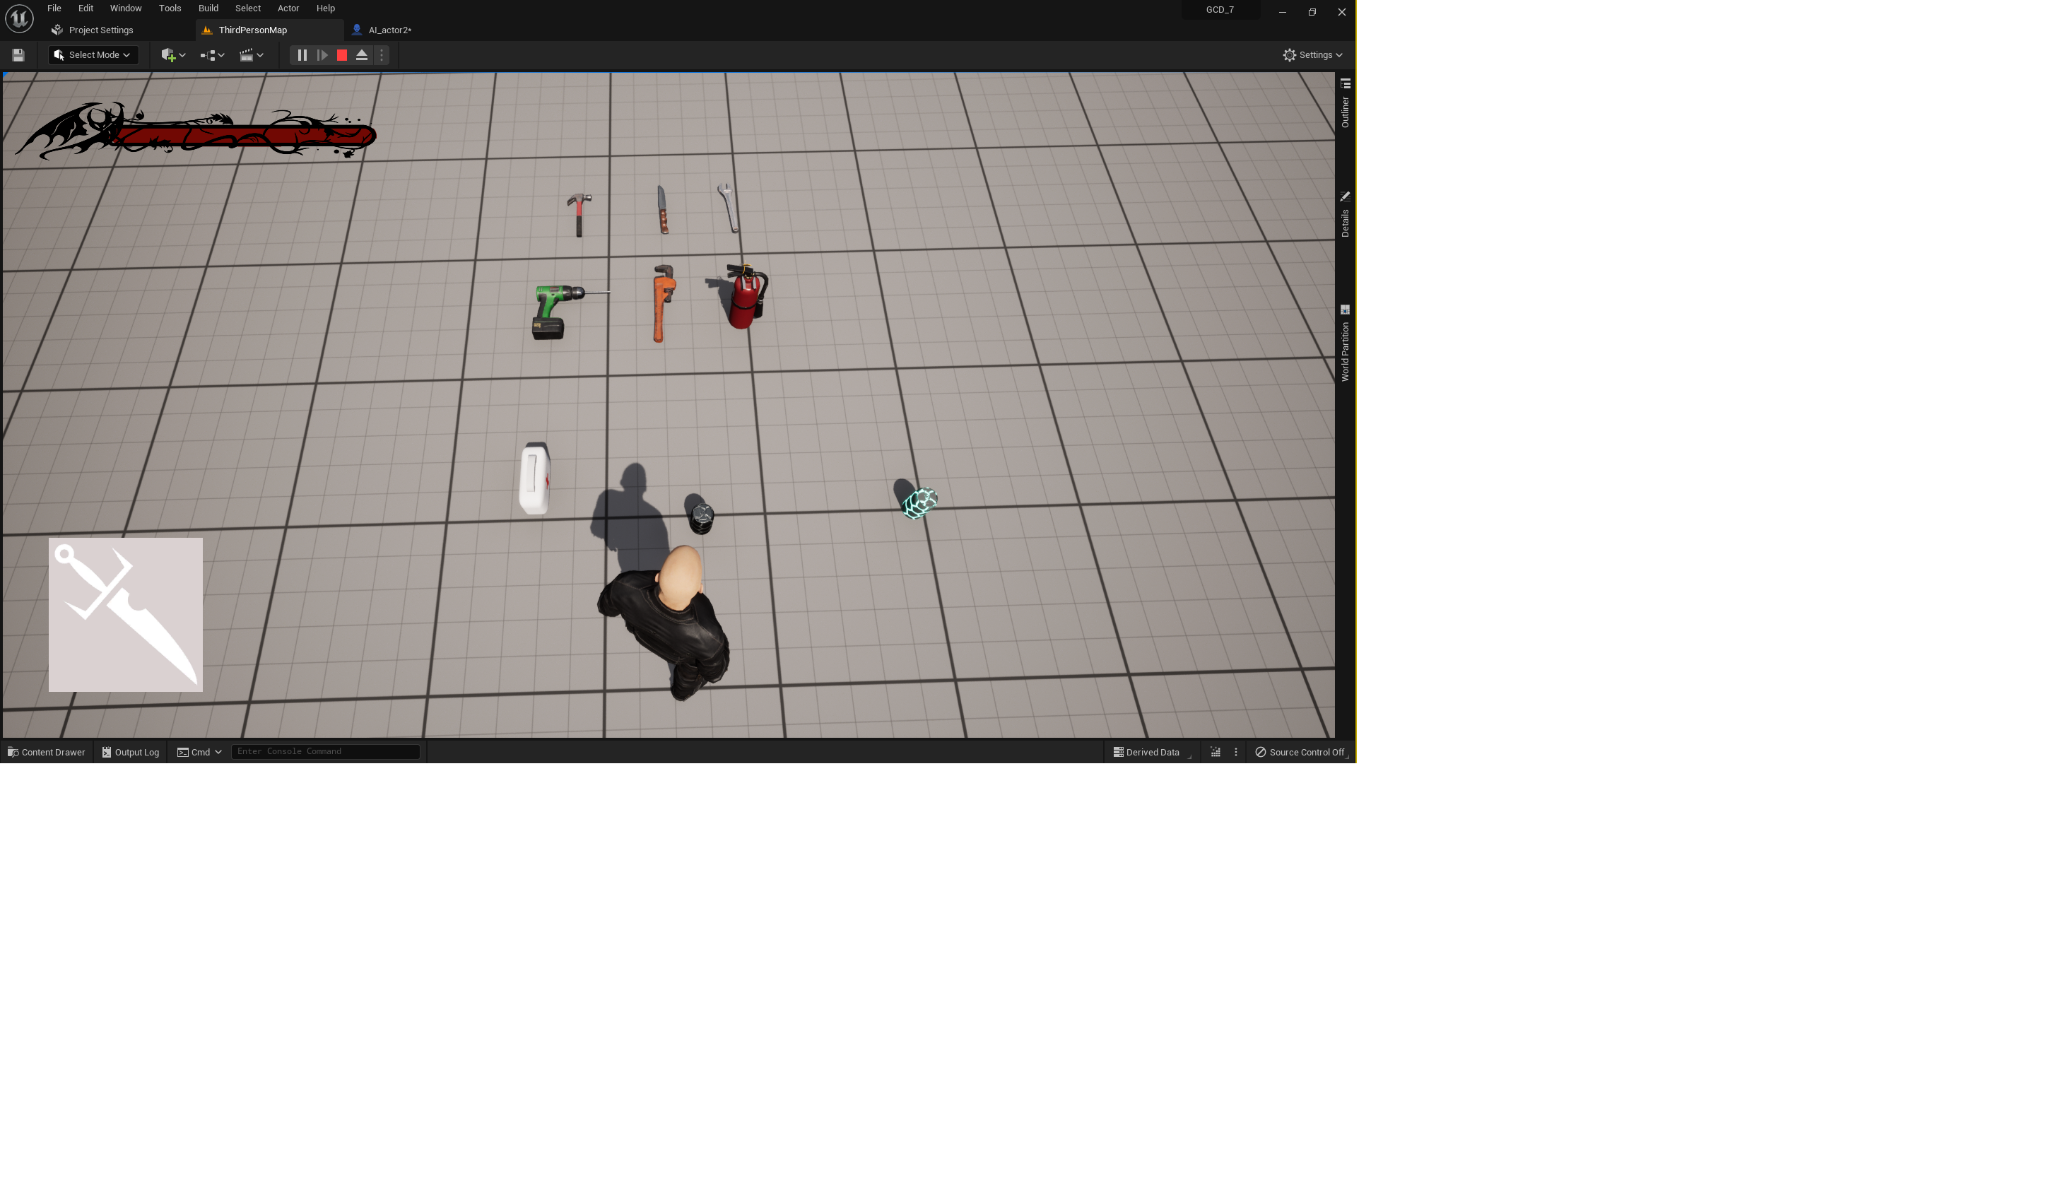 File Edit Window Tools Build Select Actor Help
GCD_7
Project Settings
ThirdPersonMap
AI_actor2*
Select Mode
Settings
Outliner
Details
World Partition
Content Drawer
Output Log
Cmd
Enter Console Command
Derived Data
Source Control Off